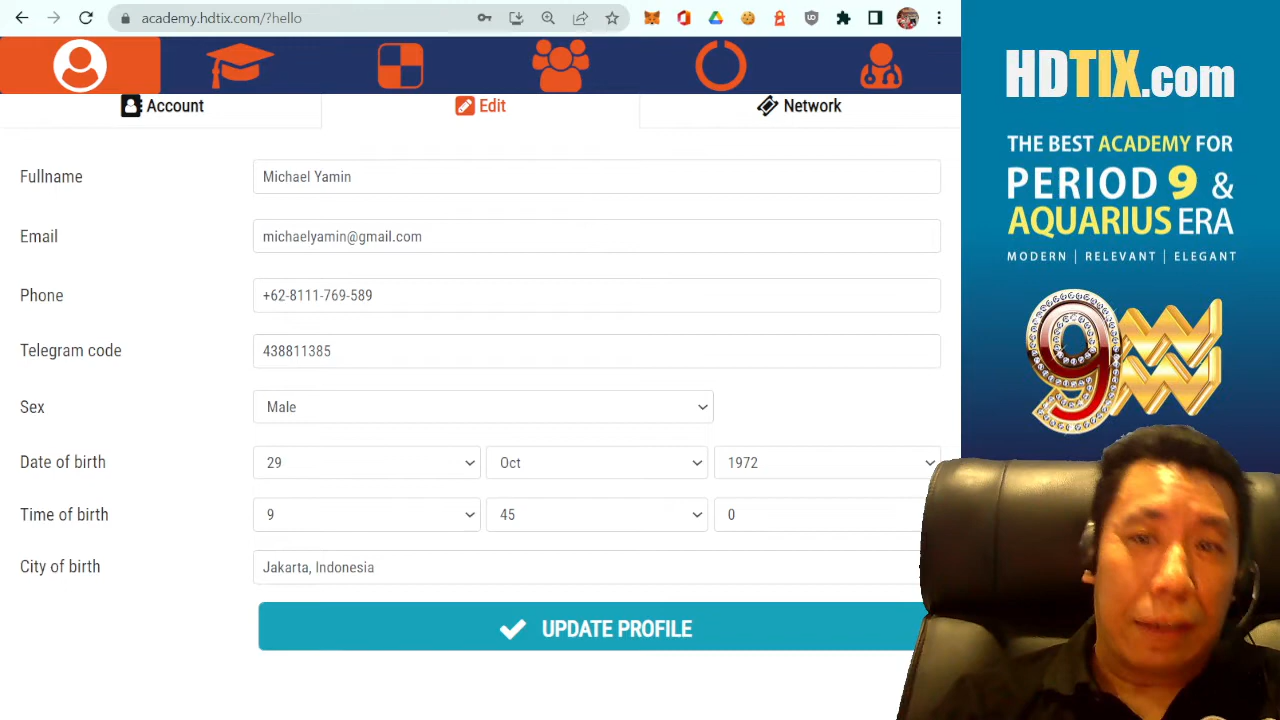 academy.hdtix.com/?hello
Account
Edit
Network
Fullname
Michael Yamin
Email
michaelyamin@gmail.com
Phone
+62-8111-769-589
Telegram code
438811385
Sex
Male
Date of birth
29
Oct
1972
Time of birth
9
45
0
City of birth
Jakarta, Indonesia
UPDATE PROFILE
HDTIX.com
THE BEST ACADEMY FOR
PERIOD 9 &
AQUARIUS ERA
MODERN | RELEVANT | ELEGANT
9